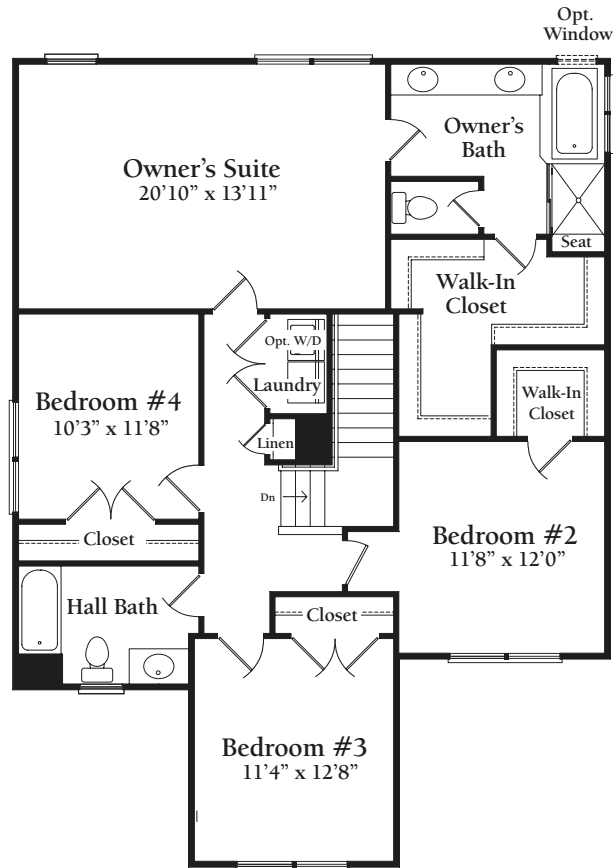 Opt.
Window
Owner's
Bath
Owner's Suite
20'10" x 13'11"
Seat
Walk-In
Closet
Opt. W/D
Laundry
Bedroom #4
10'3" x 11'8"
Walk-In
Closet
Linen
Dn
Bedroom #2
11'8" x 12'0"
Closet
Hall Bath
Closet
Bedroom #3
11'4" x 12'8"